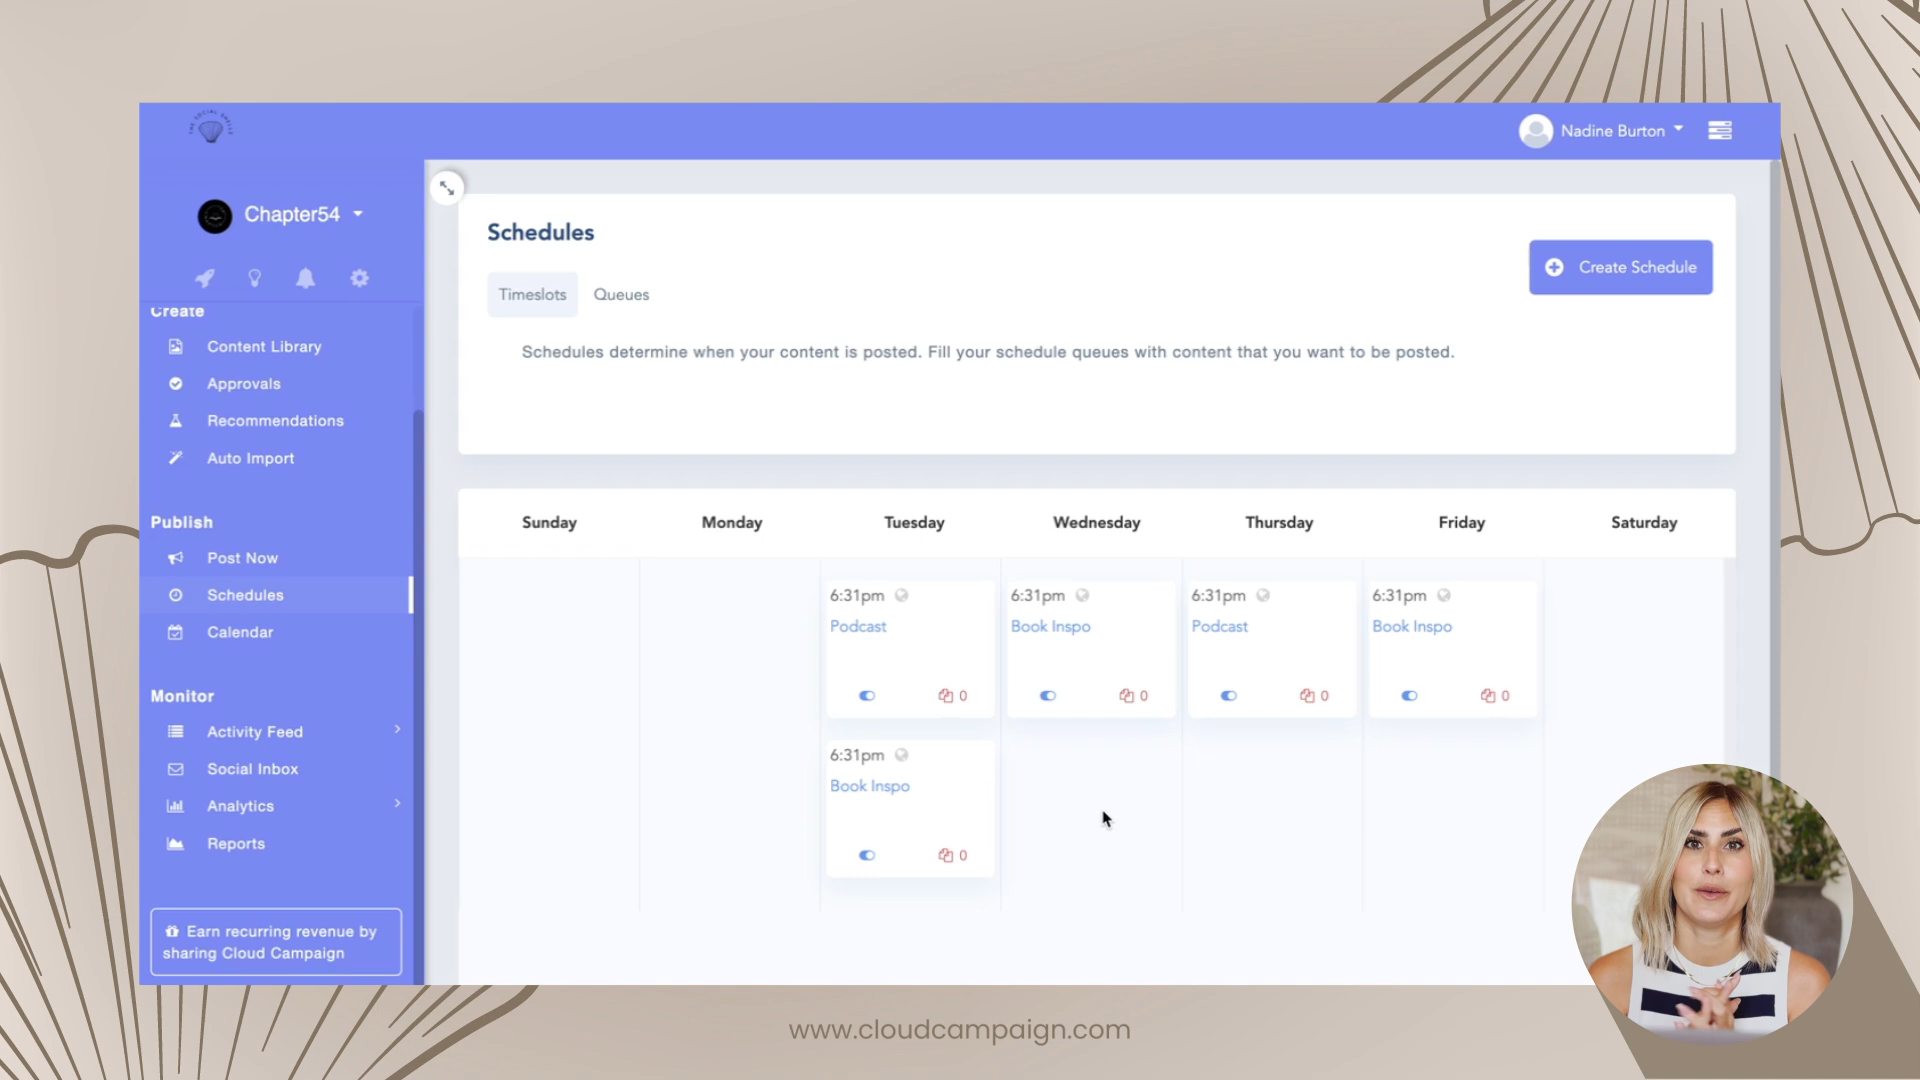 THE SOCIAL SHELLS
Nadine Burton
Chapter54
Create
Content Library
Approvals
Recommendations
Auto Import
Publish
Post Now
Schedules
Calendar
Monitor
Activity Feed
Social Inbox
Analytics
Reports
Earn recurring revenue by
sharing Cloud Campaign
Schedules
Create Schedule
Timeslots Queues
Schedules determine when your content is posted. Fill your schedule queues with content that you want to be posted.
Sunday Monday Tuesday Wednesday Thursday Friday Saturday
6:31pm 6:31pm 6:31pm 6:31pm
Podcast Book Inspo Podcast Book Inspo
0 0 0 0
6:31pm
Book Inspo
0
www.cloudcampaign.com